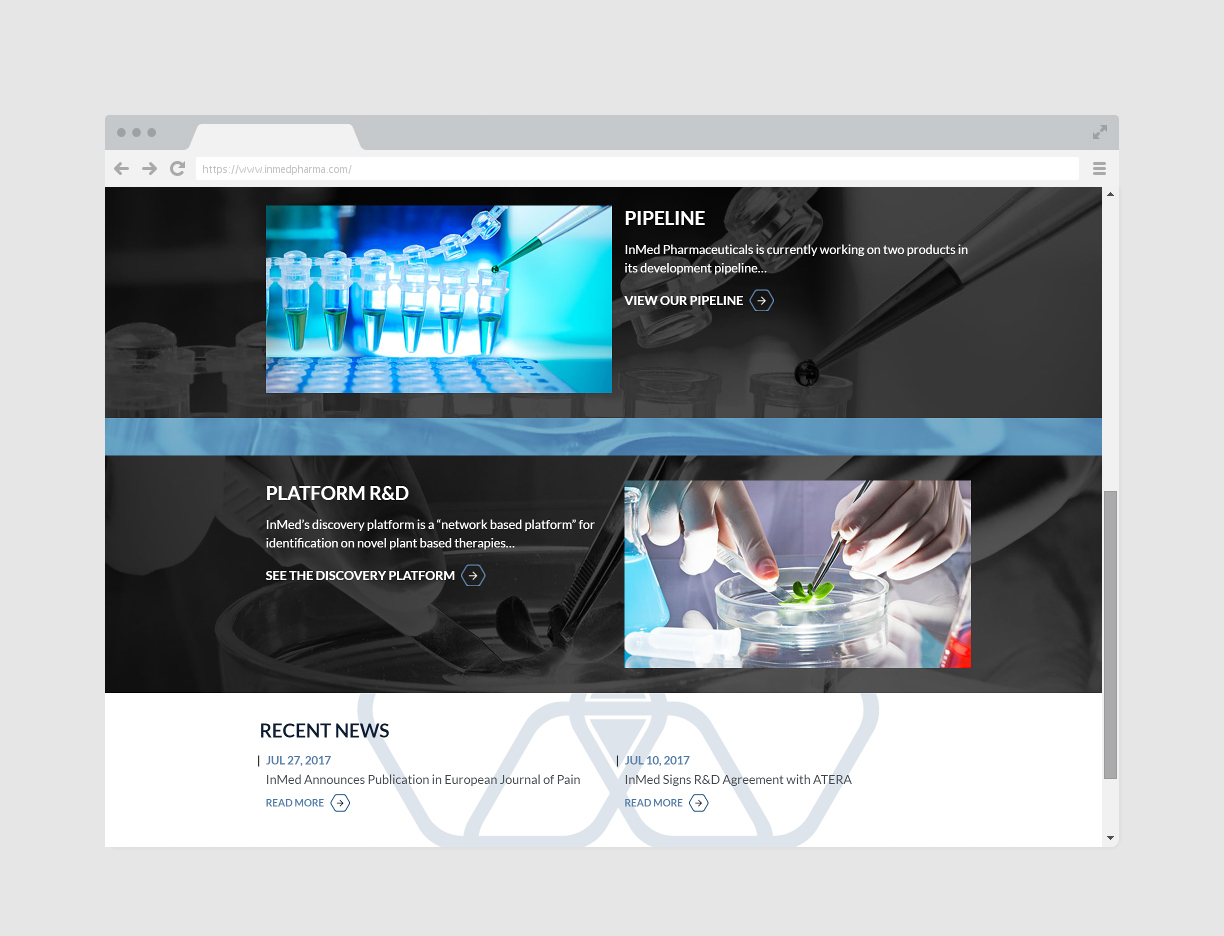 https://www.inmedpharma.com/
PIPELINE
InMed Pharmaceuticals is currently working on two products in
its development pipeline...
VIEW OUR PIPELINE
PLATFORM R&D
InMed’s discovery platform is a “network based platform” for
identification on novel plant based therapies...
SEE THE DISCOVERY PLATFORM
RECENT NEWS
JUL 27, 2017
InMed Announces Publication in European Journal of Pain
READ MORE
JUL 10, 2017
InMed Signs R&D Agreement with ATERA
READ MORE